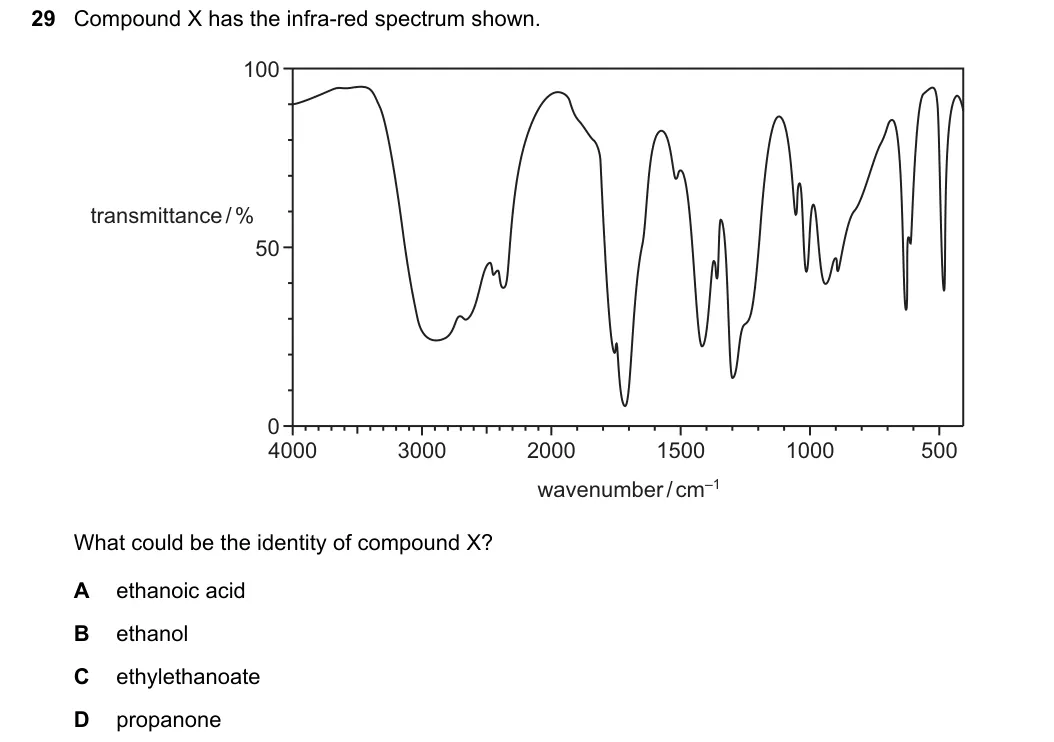 29 Compound X has the infra-red spectrum shown.
100
transmittance / %
50
0
4000 3000 2000 1500 1000 500
wavenumber / cm–1
What could be the identity of compound X?
A ethanoic acid
B ethanol
C ethylethanoate
D propanone